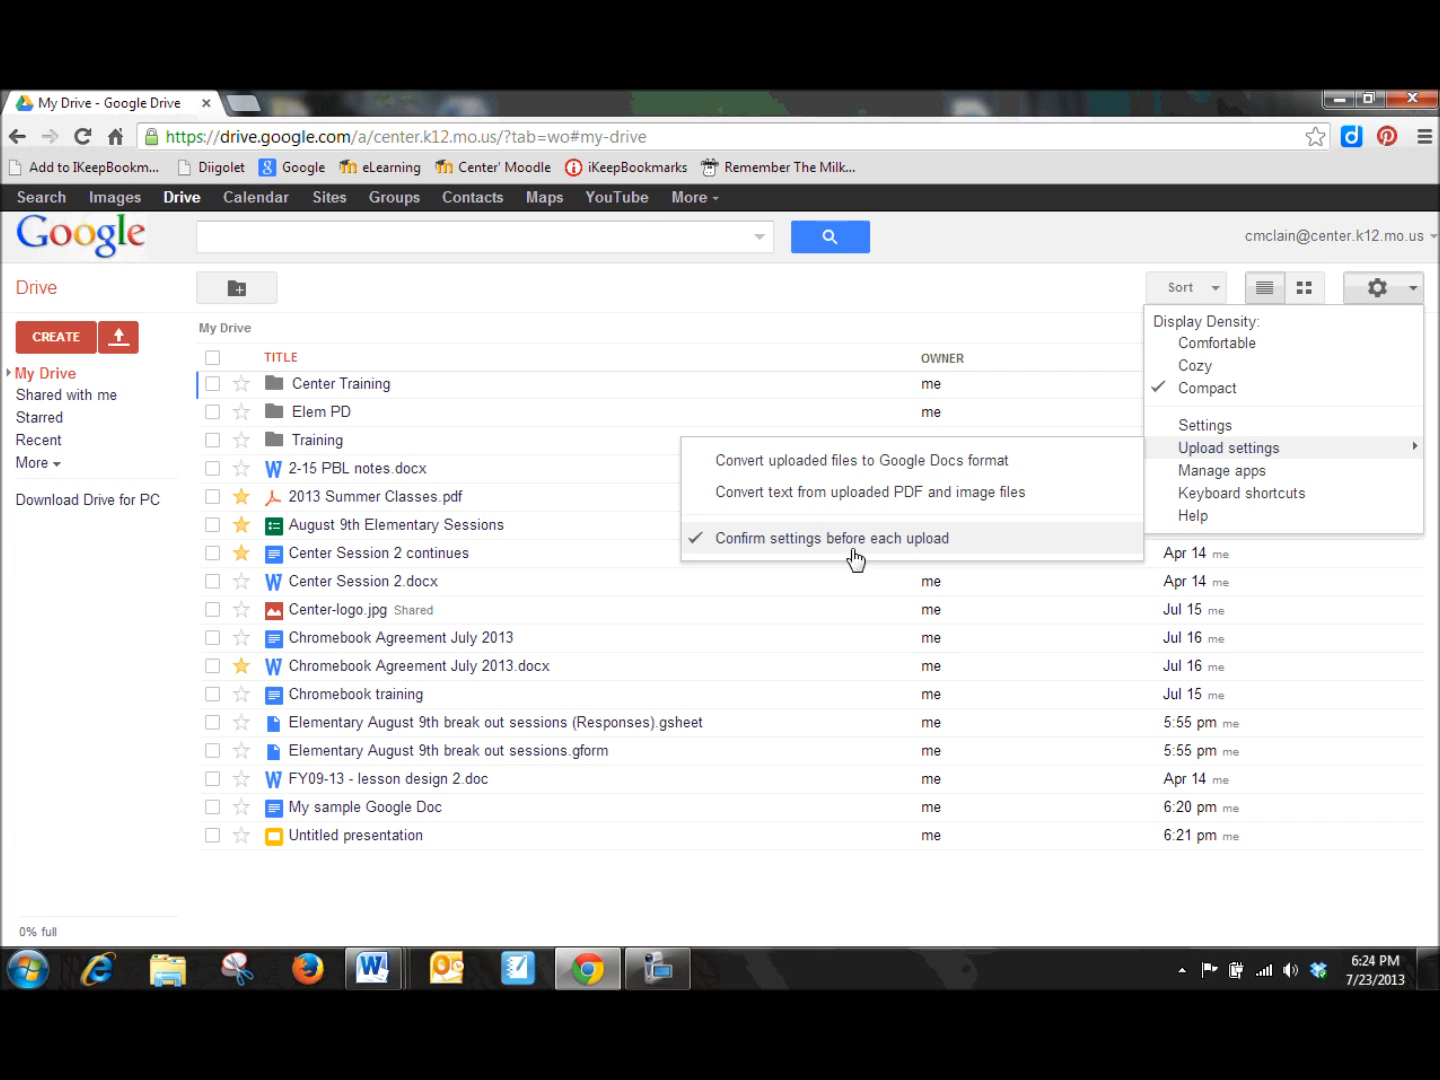 My Drive - Google Drive
https://drive.google.com/a/center.k12.mo.us/?tab=wo#my-drive
Add to IKeepBookm... Diigolet Google eLearning Center' Moodle iKeepBookmarks Remember The Milk...
Search Images Drive Calendar Sites Groups Contacts Maps YouTube More
Google
cmclain@center.k12.mo.us
Drive
Sort
CREATE
My Drive
Shared with me
Starred
Recent
More
Download Drive for PC
0% full
My Drive
TITLE OWNER
Center Training me
Elem PD me
Training
2-15 PBL notes.docx
2013 Summer Classes.pdf
August 9th Elementary Sessions
Center Session 2 continues Apr 14 me
Center Session 2.docx me Apr 14 me
Center-logo.jpg Shared me Jul 15 me
Chromebook Agreement July 2013 me Jul 16 me
Chromebook Agreement July 2013.docx me Jul 16 me
Chromebook training me Jul 15 me
Elementary August 9th break out sessions (Responses).gsheet me 5:55 pm me
Elementary August 9th break out sessions.gform me 5:55 pm me
FY09-13 - lesson design 2.doc me Apr 14 me
My sample Google Doc me 6:20 pm me
Untitled presentation me 6:21 pm me
Display Density:
Comfortable
Cozy
Compact
Settings
Upload settings
Manage apps
Keyboard shortcuts
Help
Convert uploaded files to Google Docs format
Convert text from uploaded PDF and image files
Confirm settings before each upload
6:24 PM
7/23/2013